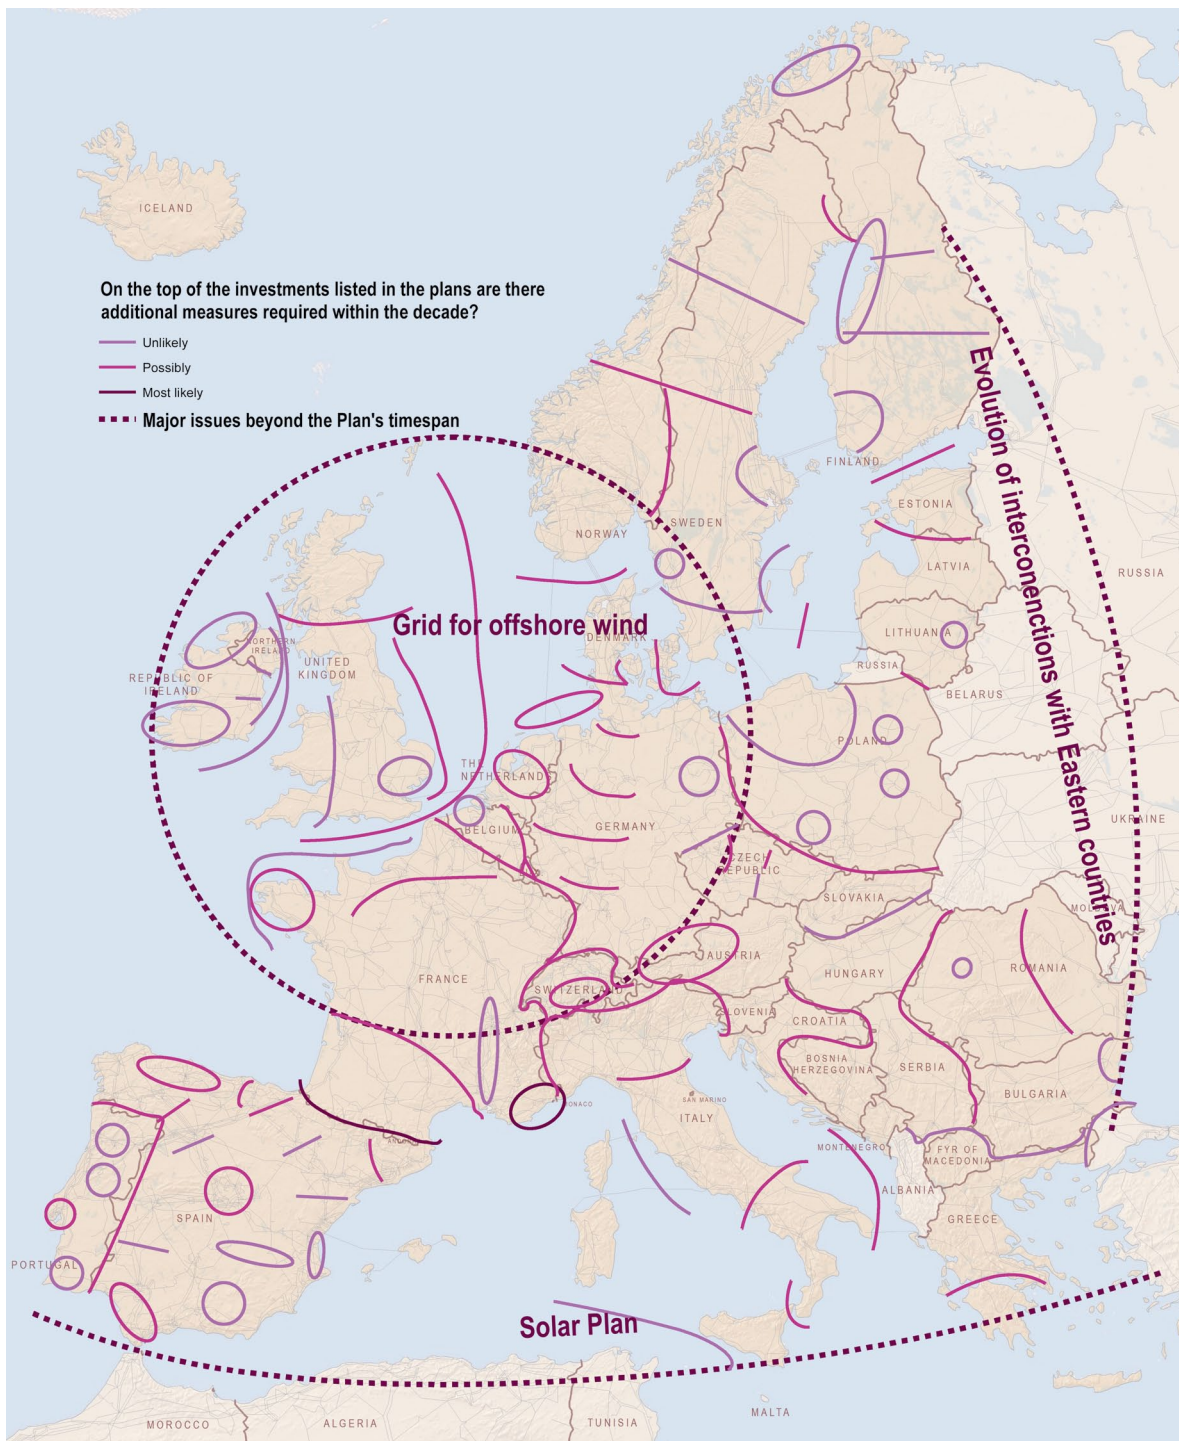 ICELAND
On the top of the investments listed in the plans are there
additional measures required within the decade?
Unlikely
Possibly
Most likely
Major issues beyond the Plan's timespan
Evolution of interconenctions with Eastern countries
FINLAND
ESTONIA
NORWAY
SWEDEN
LATVIA
RUSSIA
Grid for offshore wind
DENMARK
LITHUANIA
NORTHERN
IRELAND
UNITED
KINGDOM
REPUBLIC OF
IRELAND
RUSSIA
BELARUS
POLAND
THE
NETHERLANDS
UKRAINE
BELGIUM
GERMANY
CZECH
REPUBLIC
SLOVAKIA
MOLDOVA
AUSTRIA
FRANCE
HUNGARY
ROMANIA
SWITZERLAND
SLOVENIA
CROATIA
BOSNIA
HERZEGOVINA
SERBIA
BULGARIA
MONACO
SAN MARINO
ITALY
ANDORRA
MONTENEGRO
FYR OF
MACEDONIA
ALBANIA
SPAIN
GREECE
PORTUGAL
Solar Plan
MOROCCO
ALGERIA
TUNISIA
MALTA